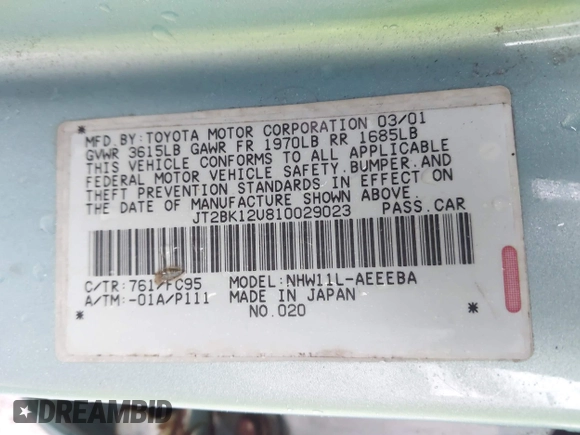 MFD. BY: TOYOTA MOTOR CORPORATION 03/01
GVWR 3615LB GAWR FR 1970LB RR 1685LB
THIS VEHICLE CONFORMS TO ALL APPLICABLE
FEDERAL MOTOR VEHICLE SAFETY, BUMPER, AND
THEFT PREVENTION STANDARDS IN EFFECT ON
THE DATE OF MANUFACTURE SHOWN ABOVE.
JT2BK12U810029023 PASS. CAR
C/TR: 761 /FC95 MODEL: NHW11L-AEEEBA
A/TM: -01A/P111 MADE IN JAPAN
NO. 020
DREAMBID